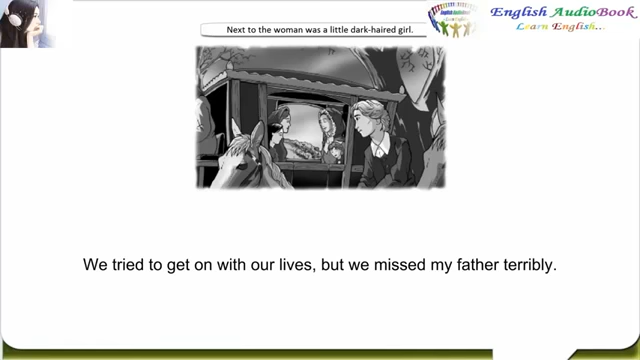 Next to the woman was a little dark-haired girl.
English AudioBook
Learn English...
We tried to get on with our lives, but we missed my father terribly.